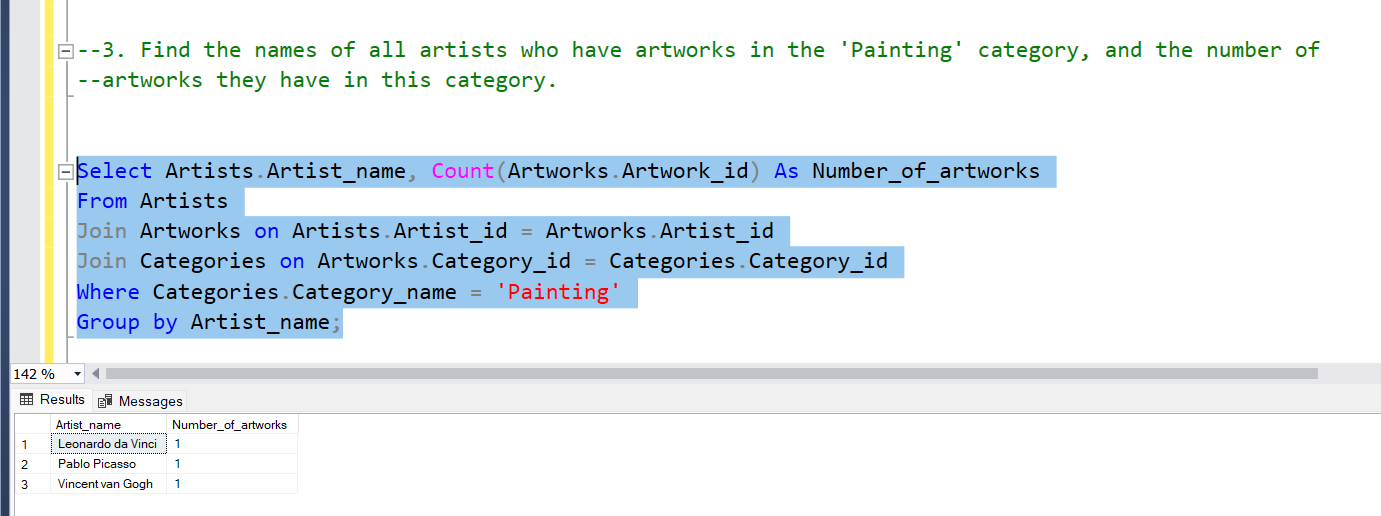 --3. Find the names of all artists who have artworks in the 'Painting' category, and the number of
--artworks they have in this category.
Select Artists.Artist_name, Count(Artworks.Artwork_id) As Number_of_artworks
From Artists
Join Artworks on Artists.Artist_id = Artworks.Artist_id
Join Categories on Artworks.Category_id = Categories.Category_id
Where Categories.Category_name = 'Painting'
Group by Artist_name;
142 %
Results Messages
Artist_name Number_of_artworks
1 Leonardo da Vinci 1
2 Pablo Picasso 1
3 Vincent van Gogh 1